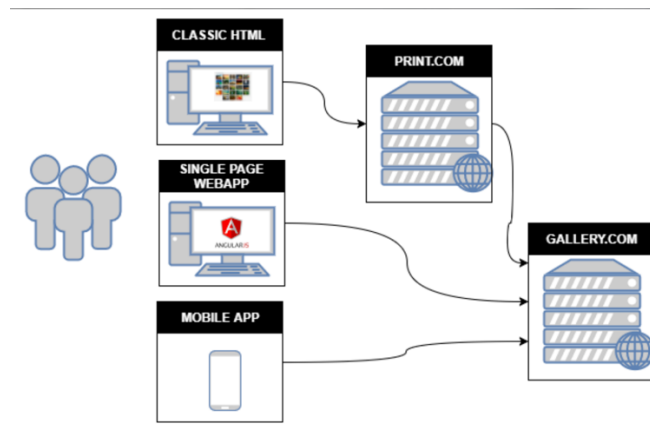 CLASSIC HTML
PRINT.COM
SINGLE PAGE
WEBAPP
ANGULARJS
GALLERY.COM
MOBILE APP